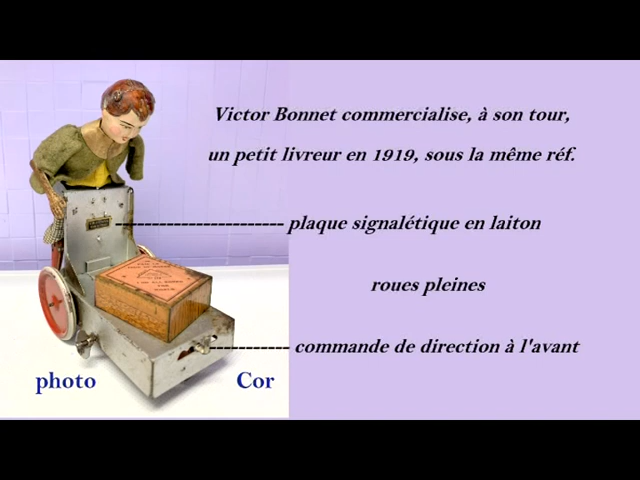 Victor Bonnet commercialise, à son tour,
un petit livreur en 1919, sous la même réf.
plaque signalétique en laiton
roues pleines
commande de direction à l'avant
photo Cor